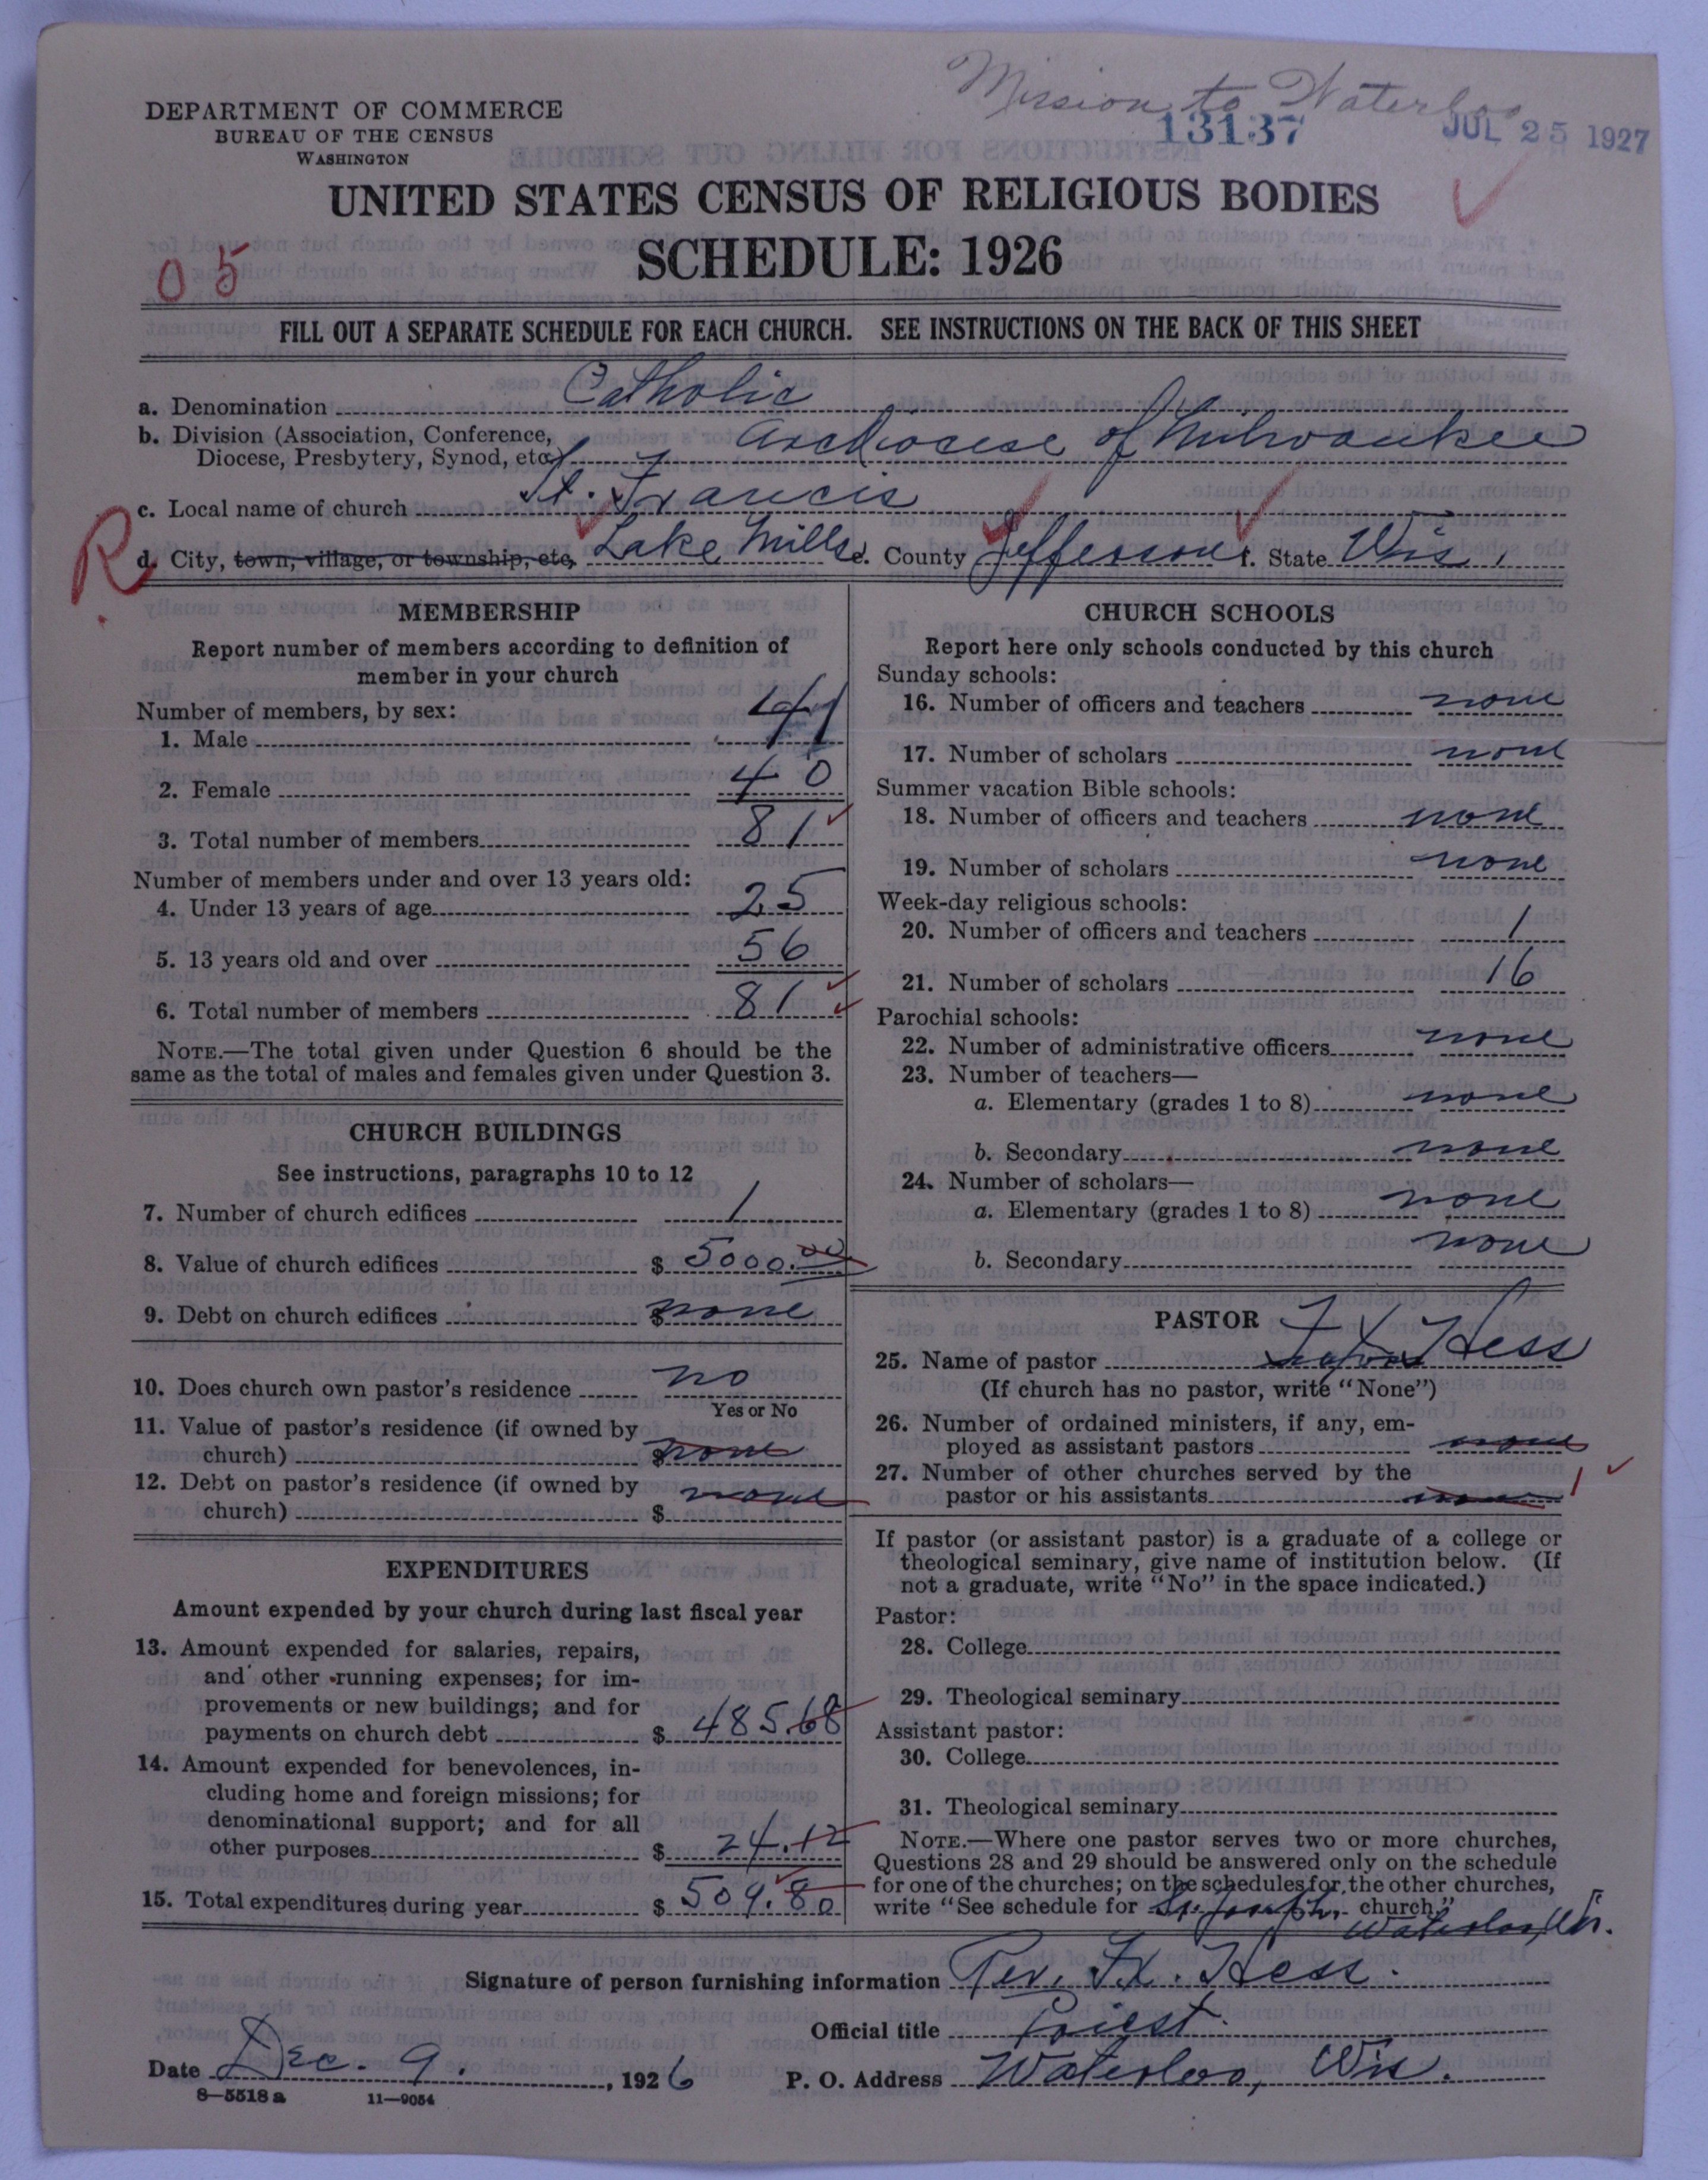 Mission to Waterloo
13137
JUL 25 1927
DEPARTMENT OF COMMERCE
BUREAU OF THE CENSUS
WASHINGTON
UNITED STATES CENSUS OF RELIGIOUS BODIES
SCHEDULE: 1926
05
FILL OUT A SEPARATE SCHEDULE FOR EACH CHURCH. SEE INSTRUCTIONS ON THE BACK OF THIS SHEET
a. Denomination Catholic
b. Division (Association, Conference,
Diocese, Presbytery, Synod, etc.) Archdiocese of Milwaukee
c. Local name of church St. Francis
R
d. City, town, village, or township, etc. Lake Mills e. County Jefferson f. State Wis.
MEMBERSHIP
Report number of members according to definition of
member in your church
Number of members, by sex:
1. Male 41
2. Female 40
3. Total number of members 81
Number of members under and over 13 years old:
4. Under 13 years of age 25
5. 13 years old and over 56
6. Total number of members 81
NOTE.—The total given under Question 6 should be the
same as the total of males and females given under Question 3.
CHURCH BUILDINGS
See instructions, paragraphs 10 to 12
7. Number of church edifices 1
8. Value of church edifices $ 5000.00
9. Debt on church edifices $ none
10. Does church own pastor's residence no
Yes or No
11. Value of pastor's residence (if owned by
church) $ none
12. Debt on pastor's residence (if owned by
church) $ none
EXPENDITURES
Amount expended by your church during last fiscal year
13. Amount expended for salaries, repairs,
and other running expenses; for im-
provements or new buildings; and for
payments on church debt $ 485.68
14. Amount expended for benevolences, in-
cluding home and foreign missions; for
denominational support; and for all
other purposes $ 24.12
15. Total expenditures during year $ 509.80
CHURCH SCHOOLS
Report here only schools conducted by this church
Sunday schools:
16. Number of officers and teachers none
17. Number of scholars none
Summer vacation Bible schools:
18. Number of officers and teachers none
19. Number of scholars none
Week-day religious schools:
20. Number of officers and teachers 1
21. Number of scholars 16
Parochial schools:
22. Number of administrative officers none
23. Number of teachers—
a. Elementary (grades 1 to 8) none
b. Secondary none
24. Number of scholars—
a. Elementary (grades 1 to 8) none
b. Secondary none
PASTOR
25. Name of pastor F X Hess
(If church has no pastor, write "None")
26. Number of ordained ministers, if any, em-
ployed as assistant pastors none
27. Number of other churches served by the
pastor or his assistants none 1
If pastor (or assistant pastor) is a graduate of a college or
theological seminary, give name of institution below. (If
not a graduate, write "No" in the space indicated.)
Pastor:
28. College
29. Theological seminary
Assistant pastor:
30. College
31. Theological seminary
NOTE.—Where one pastor serves two or more churches,
Questions 28 and 29 should be answered only on the schedule
for one of the churches; on the schedules for the other churches,
write "See schedule for St. Joseph's church."
Waterloo, Wis.
Signature of person furnishing information Rev. F.X. Hess.
Official title Priest.
Date Dec. 9., 1926 P. O. Address Waterloo, Wis.
8—5518a 11—9054